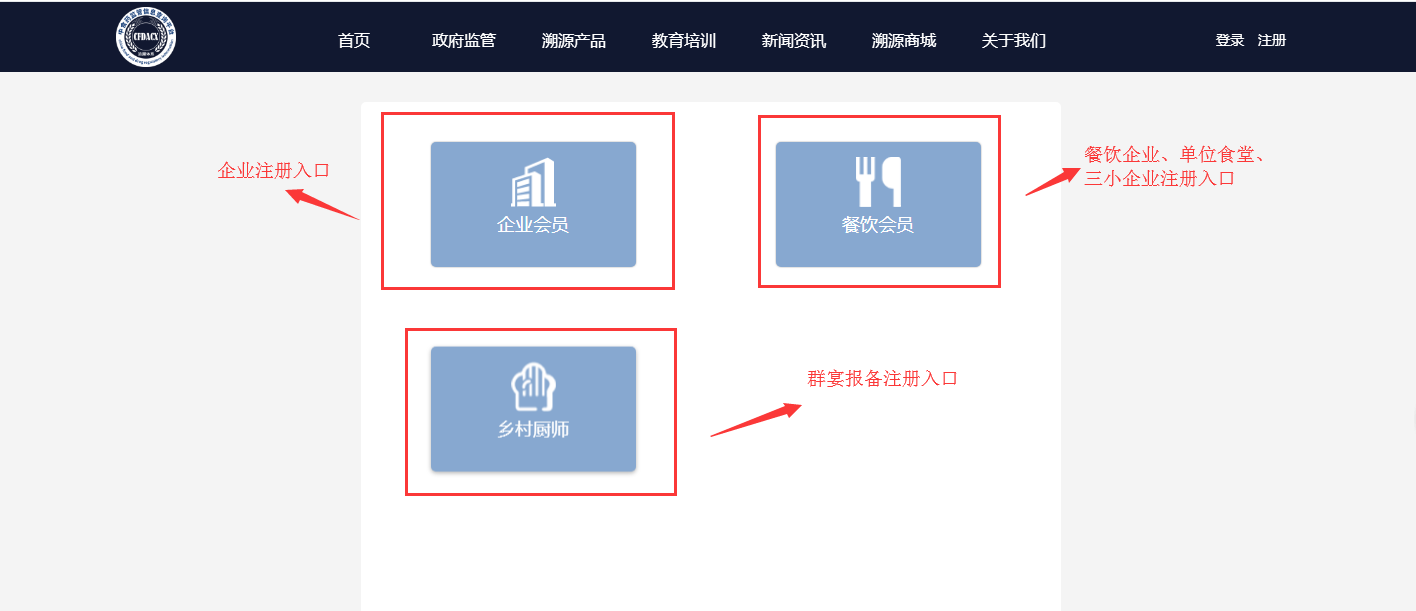 CFDACX
首页
政府监管
溯源产品
教育培训
新闻资讯
溯源商城
关于我们
登录
注册
企业注册入口
企业会员
餐饮会员
餐饮企业、单位食堂、
三小企业注册入口
乡村厨师
群宴报备注册入口